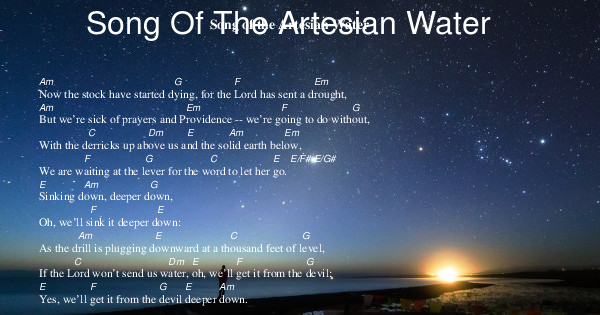 Song Of The Artesian Water
Song of the Artesian Water
Am G F Em
Now the stock have started dying, for the Lord has sent a drought,
Am Em F G
But we're sick of prayers and Providence -- we're going to do without,
C Dm E Am Em
With the derricks up above us and the solid earth below,
F G C E E/F# E/G#
We are waiting at the lever for the word to let her go.
E Am G
Sinking down, deeper down,
F E
Oh, we'll sink it deeper down:
Am E C G
As the drill is plugging downward at a thousand feet of level,
C Dm E F G
If the Lord won't send us water, oh, we'll get it from the devil;
E F G E Am
Yes, we'll get it from the devil deeper down.